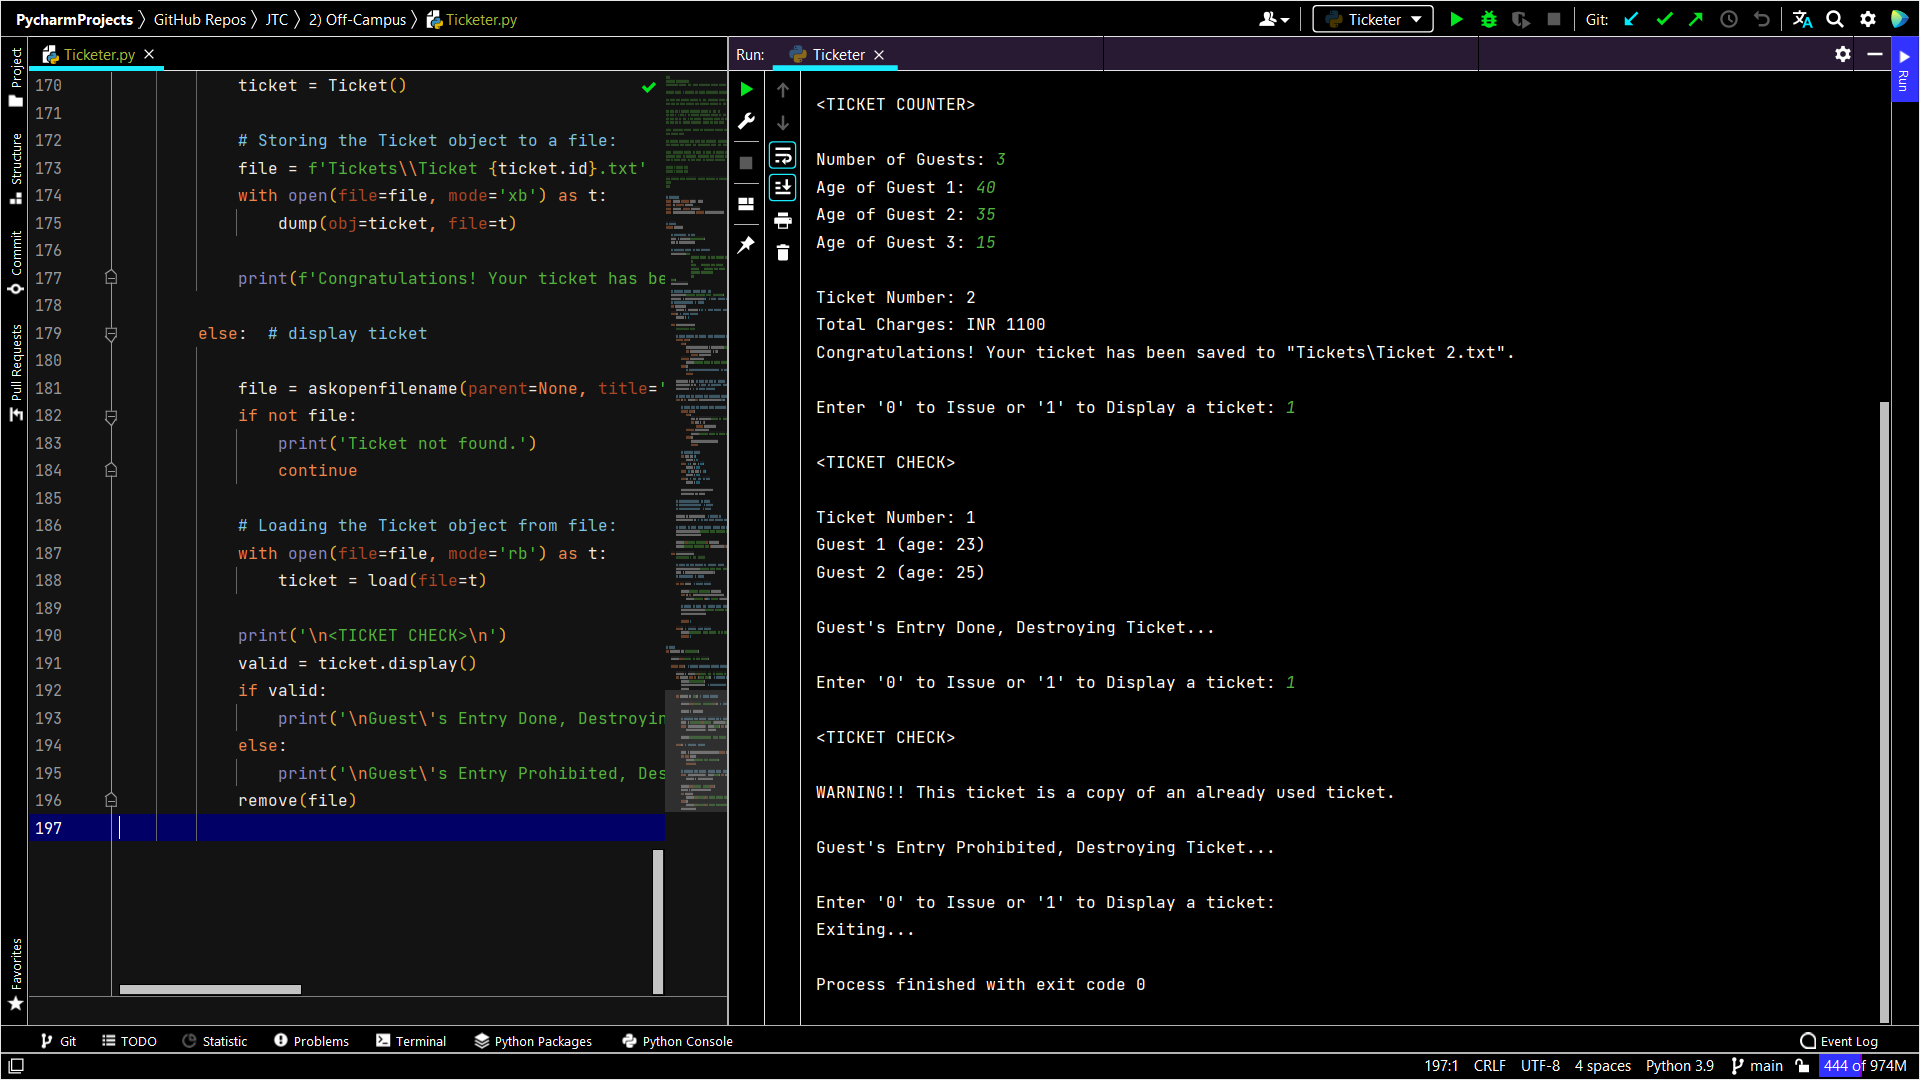 PycharmProjects 〉 GitHub Repos 〉 JTC 〉 2) Off-Campus 〉 Ticketer.py
Ticketer
Git:
Project
Structure
Commit
Pull Requests
Favorites
Ticketer.py
170 ticket = Ticket()
171
172 # Storing the Ticket object to a file:
173 file = f'Tickets\\Ticket {ticket.id}.txt'
174 with open(file=file, mode='xb') as t:
175 dump(obj=ticket, file=t)
176
177 print(f'Congratulations! Your ticket has be
178
179 else:  # display ticket
180
181 file = askopenfilename(parent=None, title='
182 if not file:
183 print('Ticket not found.')
184 continue
185
186 # Loading the Ticket object from file:
187 with open(file=file, mode='rb') as t:
188 ticket = load(file=t)
189
190 print('\n<TICKET CHECK>\n')
191 valid = ticket.display()
192 if valid:
193 print('\nGuest\'s Entry Done, Destroyin
194 else:
195 print('\nGuest\'s Entry Prohibited, Des
196 remove(file)
197
Run: Ticketer
Run
<TICKET COUNTER>
Number of Guests: 3
Age of Guest 1: 40
Age of Guest 2: 35
Age of Guest 3: 15
Ticket Number: 2
Total Charges: INR 1100
Congratulations! Your ticket has been saved to "Tickets\Ticket 2.txt".
Enter '0' to Issue or '1' to Display a ticket: 1
<TICKET CHECK>
Ticket Number: 1
Guest 1 (age: 23)
Guest 2 (age: 25)
Guest's Entry Done, Destroying Ticket...
Enter '0' to Issue or '1' to Display a ticket: 1
<TICKET CHECK>
WARNING!! This ticket is a copy of an already used ticket.
Guest's Entry Prohibited, Destroying Ticket...
Enter '0' to Issue or '1' to Display a ticket:
Exiting...
Process finished with exit code 0
Git TODO Statistic Problems Terminal Python Packages Python Console Event Log
197:1 CRLF UTF-8 4 spaces Python 3.9 main 444 of 974M